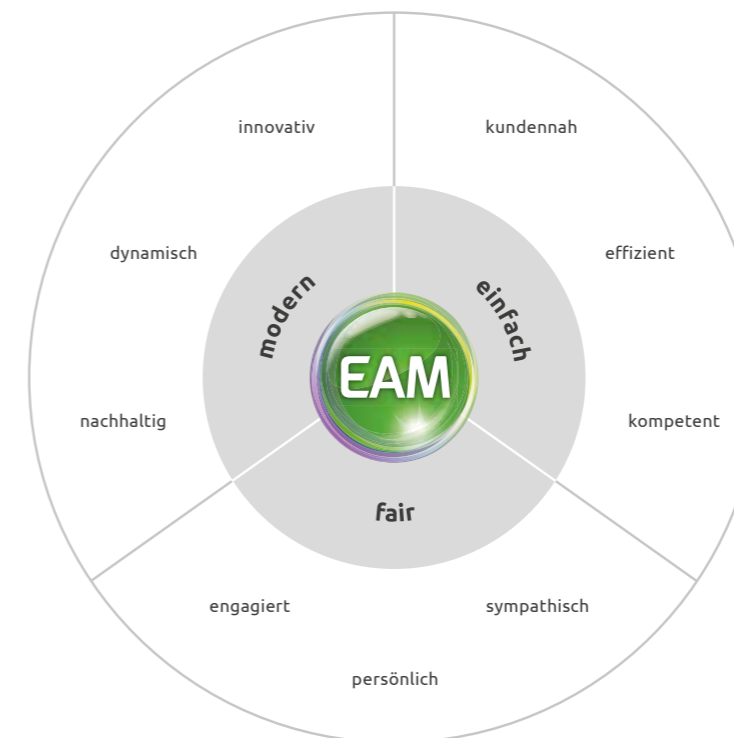 innovativ
kundennah
dynamisch
effizient
modern
einfach
EAM
nachhaltig
kompetent
fair
engagiert
sympathisch
persönlich